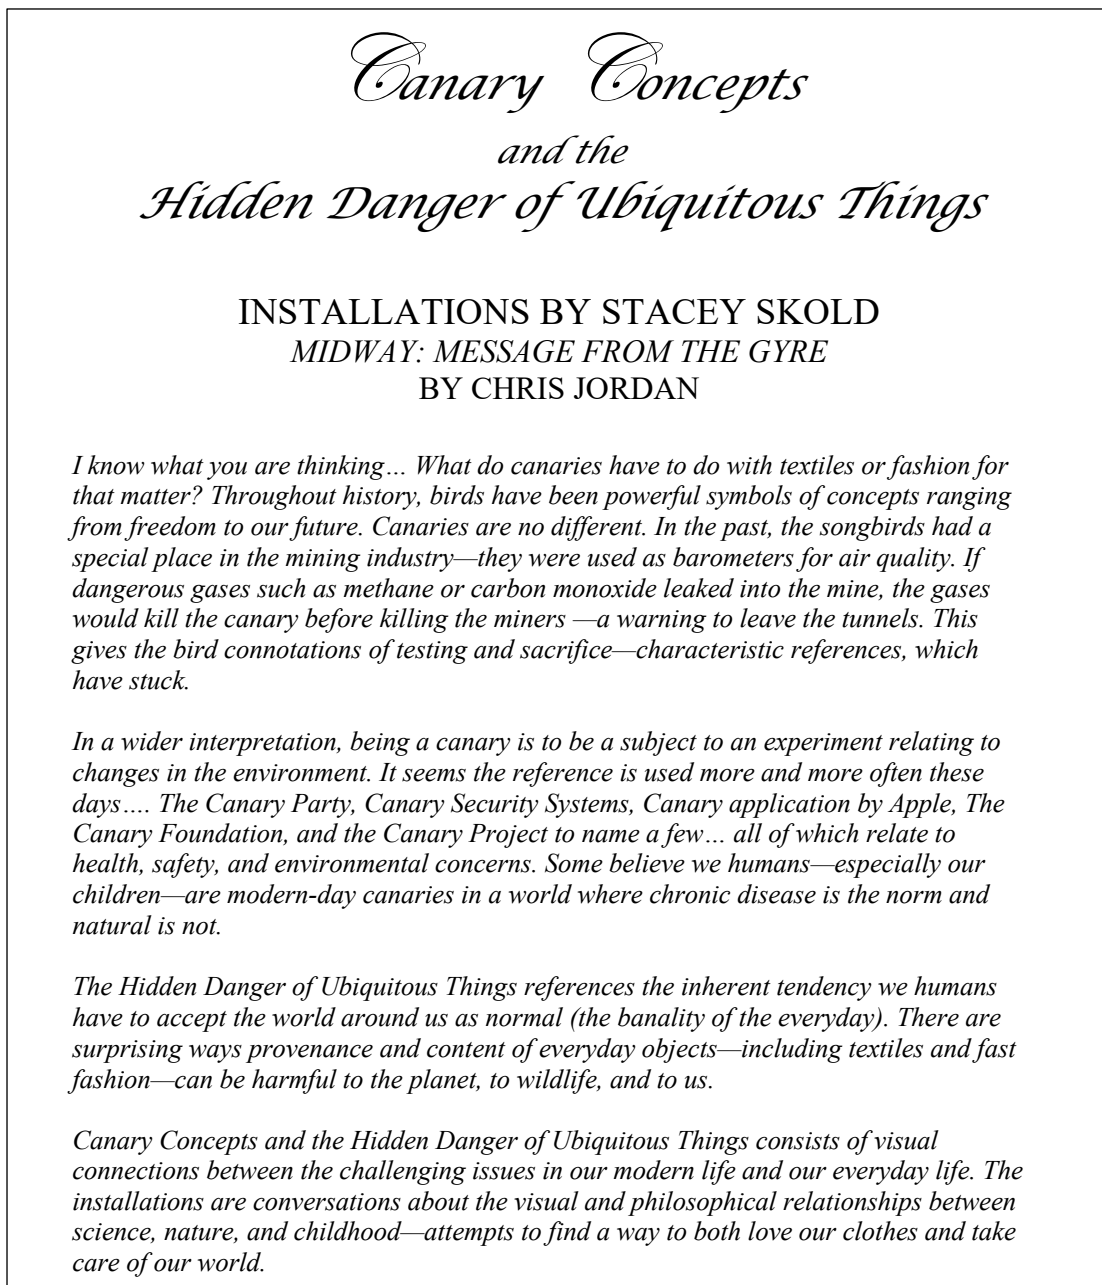 Canary Concepts
and the
Hidden Danger of Ubiquitous Things
INSTALLATIONS BY STACEY SKOLD
MIDWAY: MESSAGE FROM THE GYRE
BY CHRIS JORDAN
I know what you are thinking… What do canaries have to do with textiles or fashion for
that matter? Throughout history, birds have been powerful symbols of concepts ranging
from freedom to our future. Canaries are no different. In the past, the songbirds had a
special place in the mining industry—they were used as barometers for air quality. If
dangerous gases such as methane or carbon monoxide leaked into the mine, the gases
would kill the canary before killing the miners —a warning to leave the tunnels. This
gives the bird connotations of testing and sacrifice—characteristic references, which
have stuck.
In a wider interpretation, being a canary is to be a subject to an experiment relating to
changes in the environment. It seems the reference is used more and more often these
days…. The Canary Party, Canary Security Systems, Canary application by Apple, The
Canary Foundation, and the Canary Project to name a few… all of which relate to
health, safety, and environmental concerns. Some believe we humans—especially our
children—are modern-day canaries in a world where chronic disease is the norm and
natural is not.
The Hidden Danger of Ubiquitous Things references the inherent tendency we humans
have to accept the world around us as normal (the banality of the everyday). There are
surprising ways provenance and content of everyday objects—including textiles and fast
fashion—can be harmful to the planet, to wildlife, and to us.
Canary Concepts and the Hidden Danger of Ubiquitous Things consists of visual
connections between the challenging issues in our modern life and our everyday life. The
installations are conversations about the visual and philosophical relationships between
science, nature, and childhood—attempts to find a way to both love our clothes and take
care of our world.